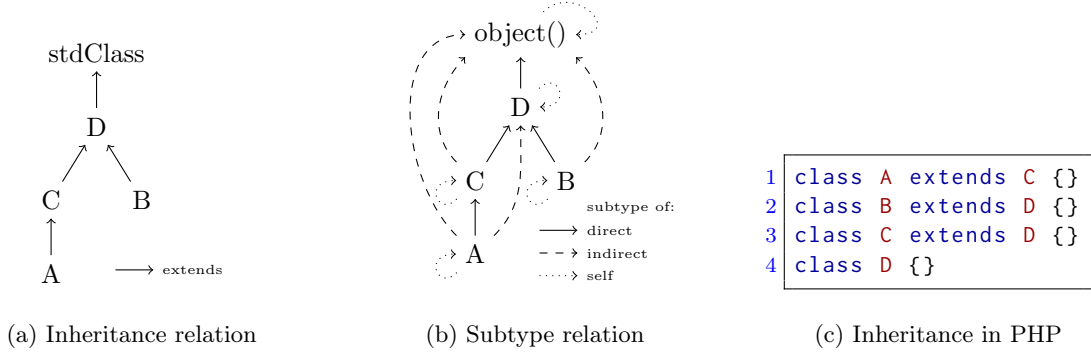 stdClass
D
C
B
A
extends
(a) Inheritance relation
object()
D
C
B
A
subtype of:
direct
indirect
self
(b) Subtype relation
1 class A extends C {}
2 class B extends D {}
3 class C extends D {}
4 class D {}
(c) Inheritance in PHP